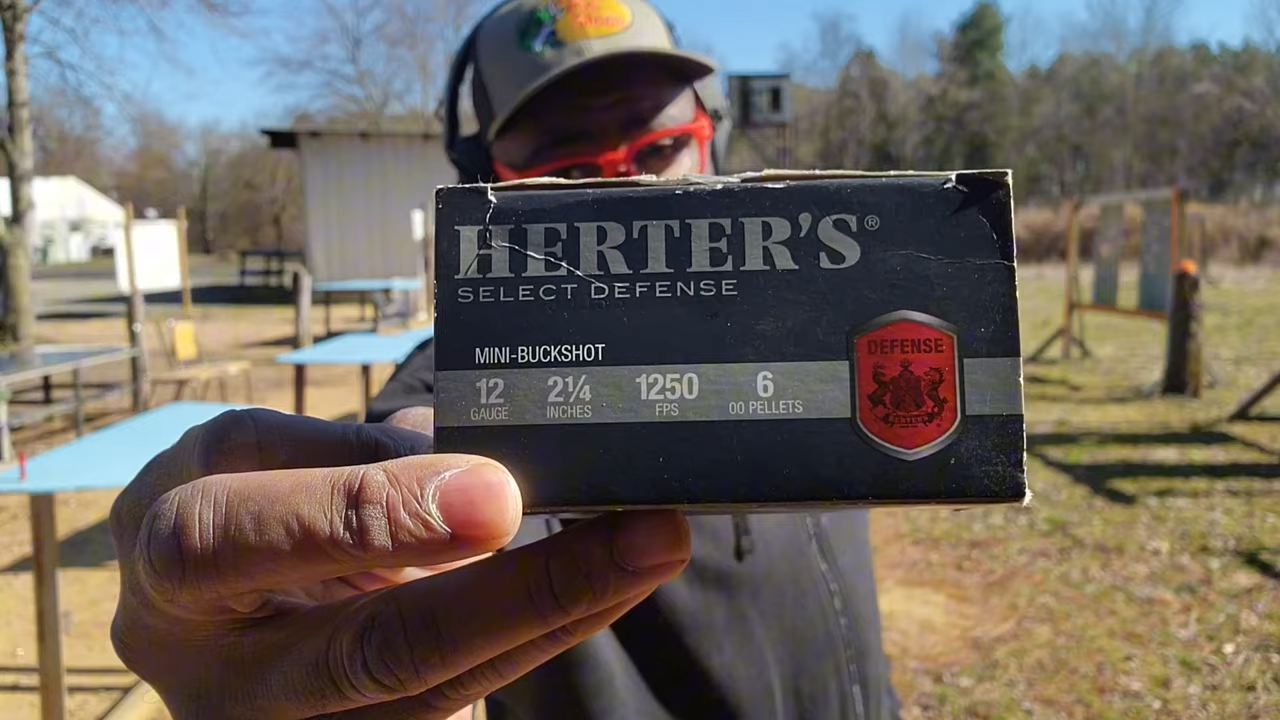 HERTER'S®
SELECT DEFENSE
MINI-BUCKSHOT
12 2¼ 1250 6
GAUGE INCHES FPS 00 PELLETS
DEFENSE